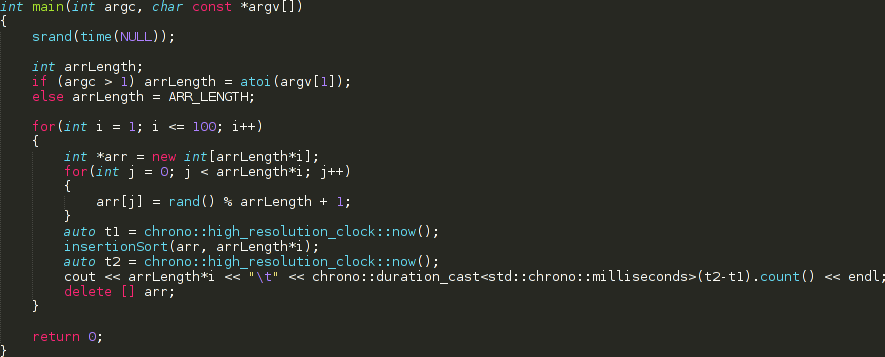 int main(int argc, char const *argv[])
{
    srand(time(NULL));

    int arrLength;
    if (argc > 1) arrLength = atoi(argv[1]);
    else arrLength = ARR_LENGTH;

    for(int i = 1; i <= 100; i++)
    {
        int *arr = new int[arrLength*i];
        for(int j = 0; j < arrLength*i; j++)
        {
            arr[j] = rand() % arrLength + 1;
        }
        auto t1 = chrono::high_resolution_clock::now();
        insertionSort(arr, arrLength*i);
        auto t2 = chrono::high_resolution_clock::now();
        cout << arrLength*i << "\t" << chrono::duration_cast<std::chrono::milliseconds>(t2-t1).count() << endl;
        delete [] arr;
    }

    return 0;
}